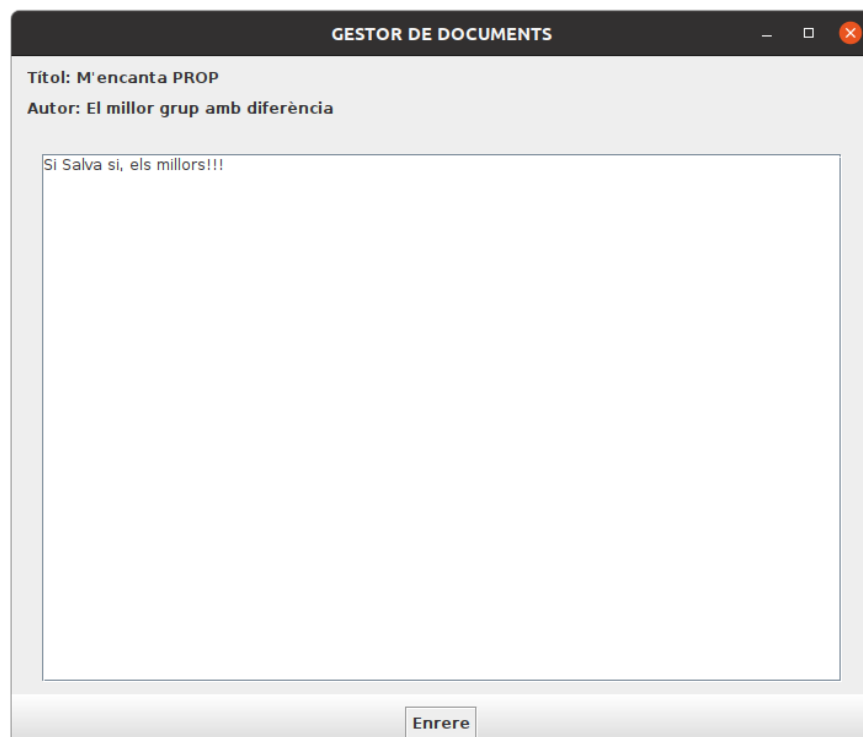 GESTOR DE DOCUMENTS
Títol: M'encanta PROP
Autor: El millor grup amb diferència
Si Salva si, els millors!!!
Enrere